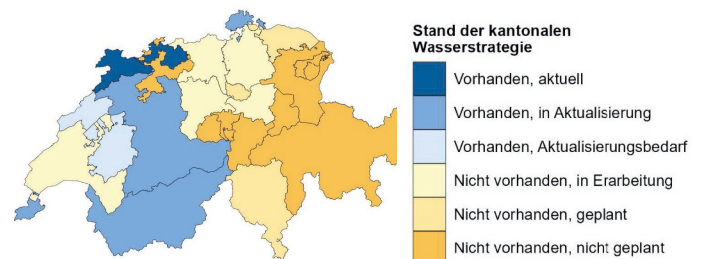 Stand der kantonalen
Wasserstrategie
Vorhanden, aktuell
Vorhanden, in Aktualisierung
Vorhanden, Aktualisierungsbedarf
Nicht vorhanden, in Erarbeitung
Nicht vorhanden, geplant
Nicht vorhanden, nicht geplant